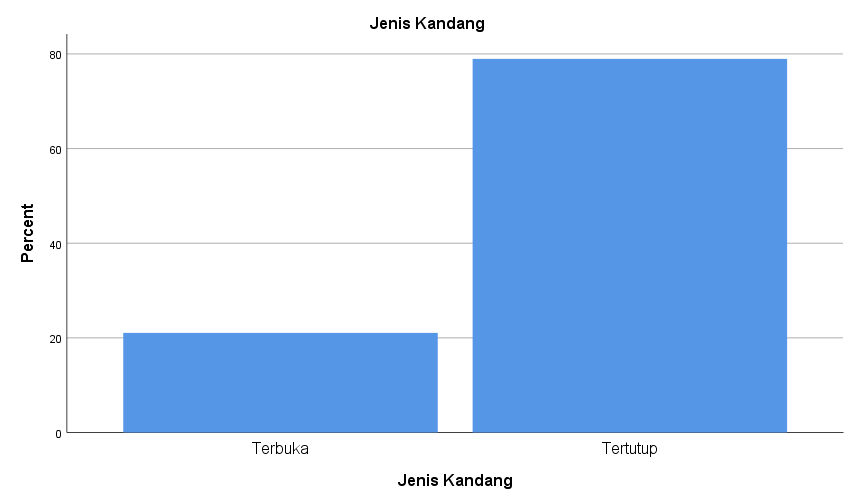 Jenis Kandang
80
60
40
20
0
Percent
Terbuka
Tertutup
Jenis Kandang